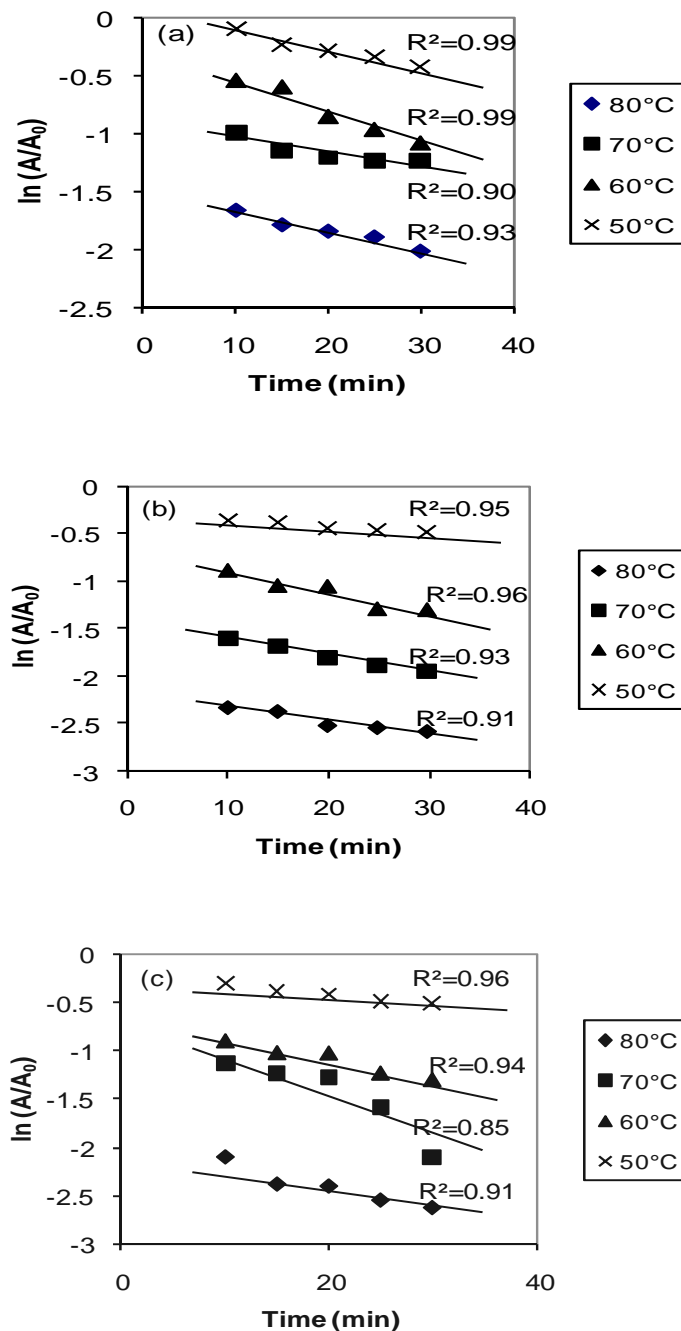 (a)
0
-0.5
-1
-1.5
-2
-2.5
ln (A/A₀)
R²=0.99
R²=0.99
R²=0.90
R²=0.93
0 10 20 30 40
Time (min)
80°C
70°C
60°C
50°C
(b)
0
-0.5
-1
-1.5
-2
-2.5
-3
ln (A/A₀)
R²=0.95
R²=0.96
R²=0.93
R²=0.91
0 10 20 30 40
Time (min)
80°C
70°C
60°C
50°C
(c)
0
-0.5
-1
-1.5
-2
-2.5
-3
ln (A/A₀)
R²=0.96
R²=0.94
R²=0.85
R²=0.91
0 20 40
Time (min)
80°C
70°C
60°C
50°C